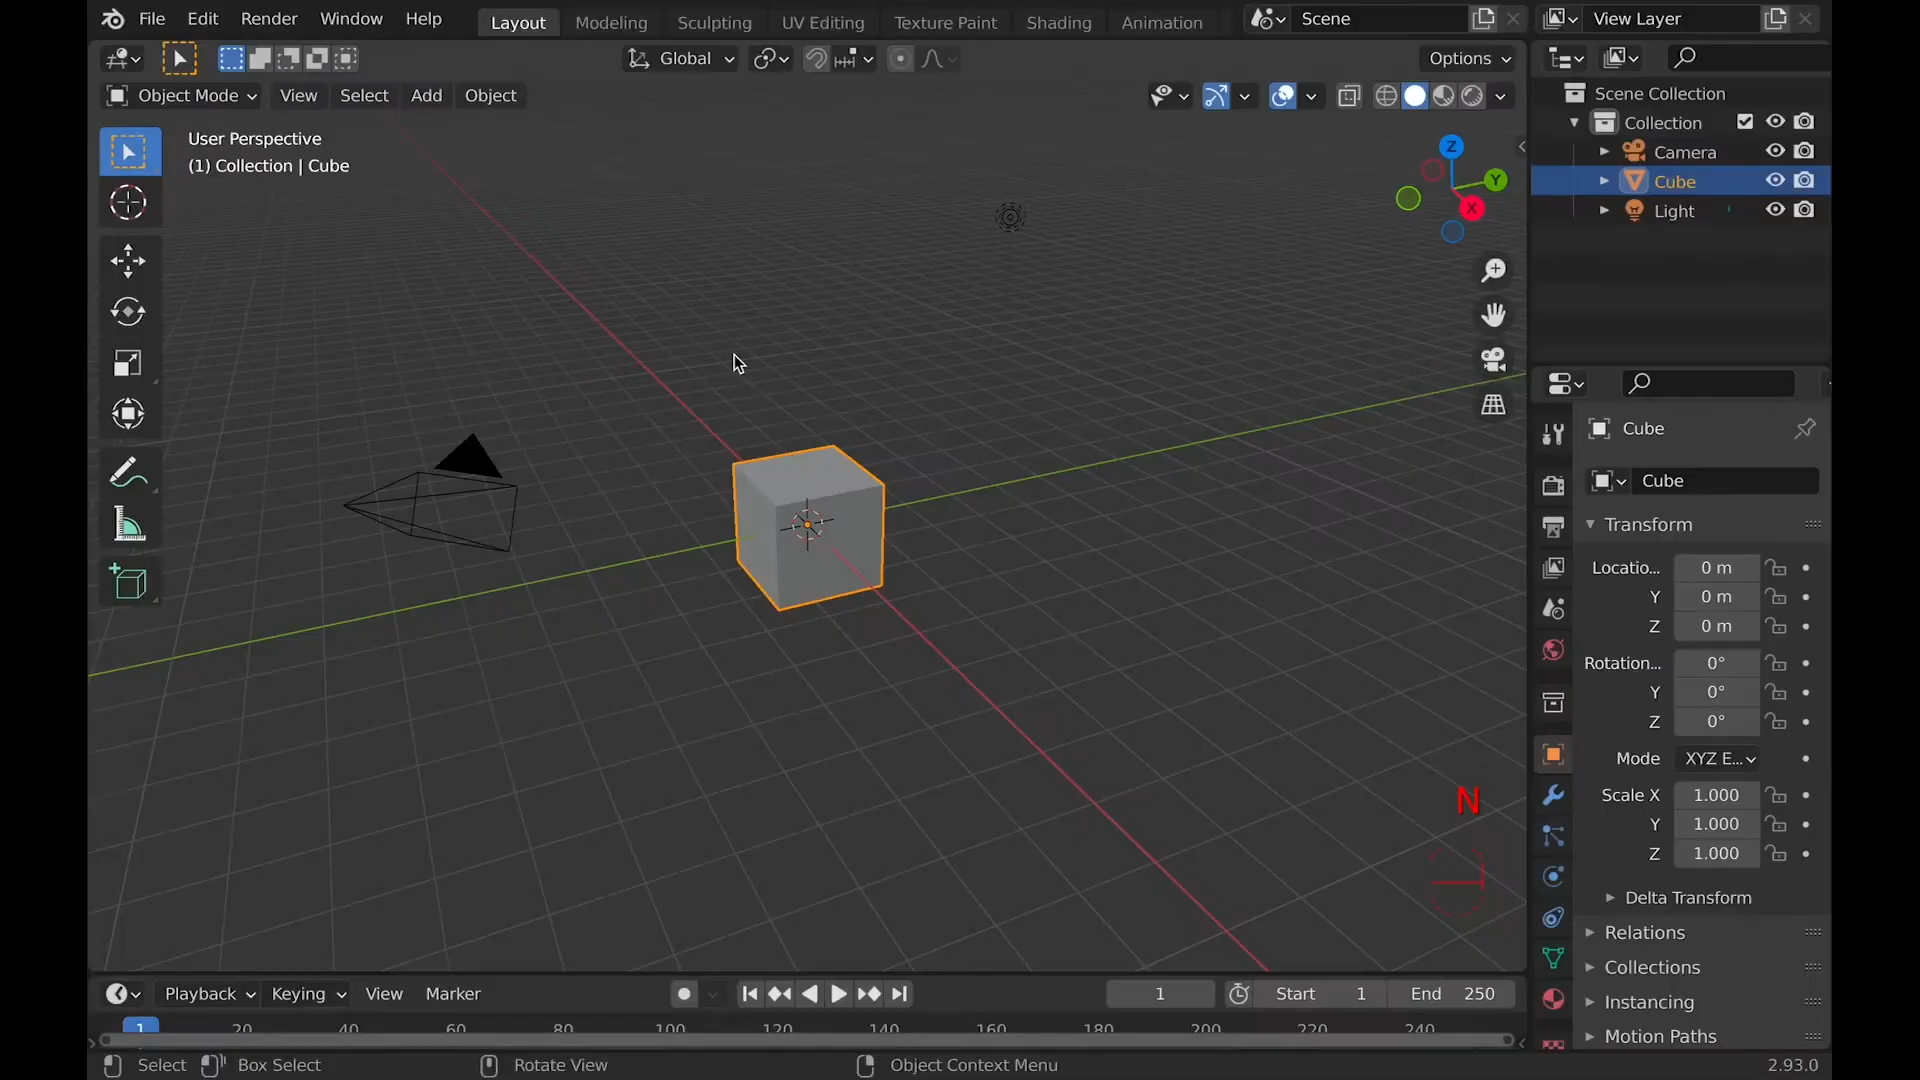 File Edit Render Window Help Layout Modeling Sculpting UV Editing Texture Paint Shading Animation Scene View Layer
Global Options
Object Mode View Select Add Object
User Perspective
(1) Collection | Cube
Z
Y
X
Scene Collection
Collection
Camera
Cube
Light
Cube
Cube
Transform
Locatio... 0 m
Y 0 m
Z 0 m
Rotation... 0°
Y 0°
Z 0°
Mode XYZ E...
Scale X 1.000
Y 1.000
Z 1.000
Delta Transform
Relations
Collections
Instancing
Motion Paths
N
Playback Keying View Marker 1 Start 1 End 250
1 20 40 60 80 100 120 140 160 180 200 220 240
Select Box Select Rotate View Object Context Menu 2.93.0